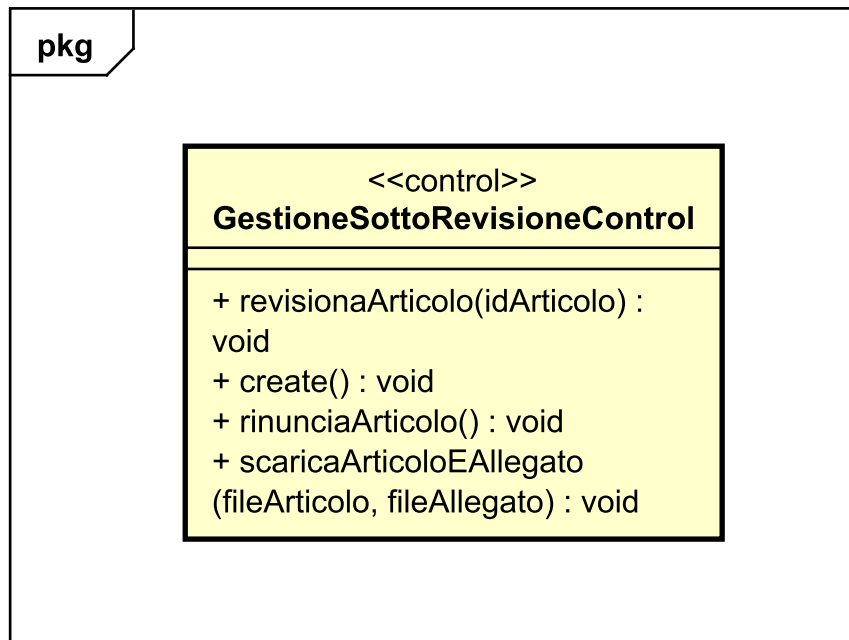 pkg
<<control>>
GestioneSottoRevisioneControl
+ revisionaArticolo(idArticolo) :
void
+ create() : void
+ rinunciaArticolo() : void
+ scaricaArticoloEAllegato
(fileArticolo, fileAllegato) : void